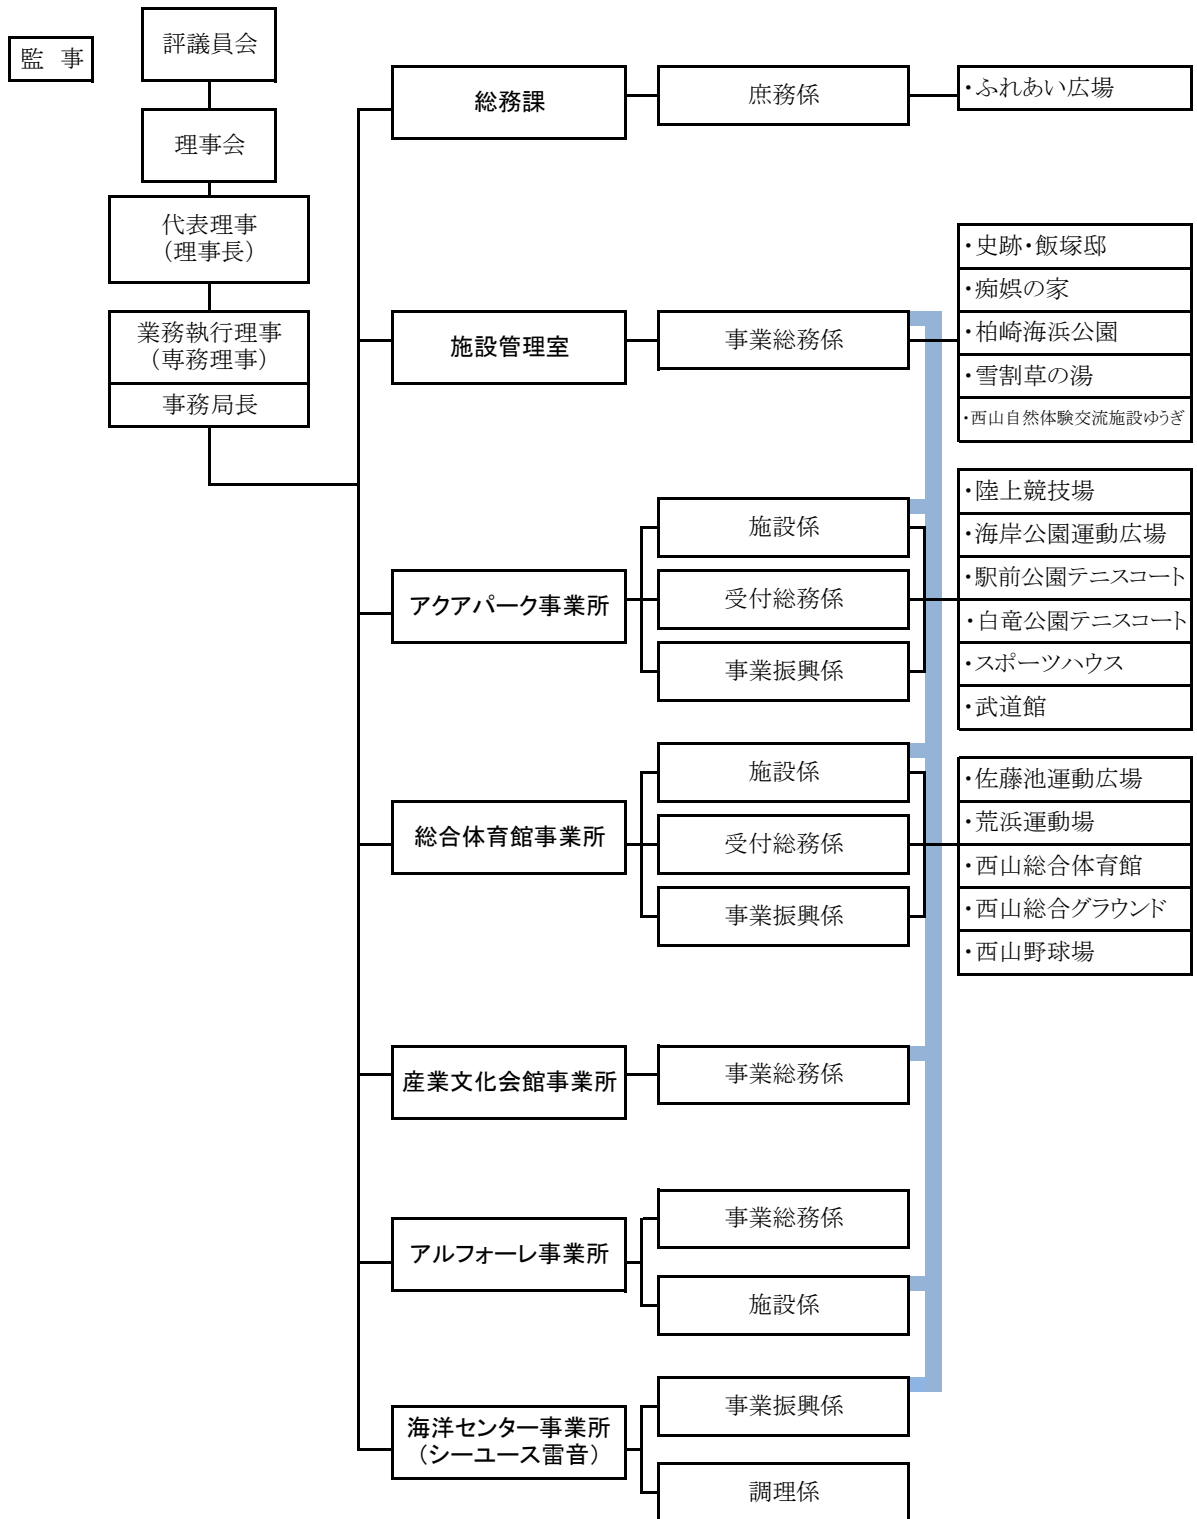 監 事
評議員会
理事会
代表理事
（理事長）
業務執行理事
（専務理事）
事務局長
総務課
庶務係
・ふれあい広場
施設管理室
事業総務係
・史跡・飯塚邸
・痴娯の家
・柏崎海浜公園
・雪割草の湯
・西山自然体験交流施設ゆうぎ
アクアパーク事業所
施設係
受付総務係
事業振興係
・陸上競技場
・海岸公園運動広場
・駅前公園テニスコート
・白竜公園テニスコート
・スポーツハウス
・武道館
総合体育館事業所
施設係
受付総務係
事業振興係
・佐藤池運動広場
・荒浜運動場
・西山総合体育館
・西山総合グラウンド
・西山野球場
産業文化会館事業所
事業総務係
アルフォーレ事業所
事業総務係
施設係
海洋センター事業所
（シーユース雷音）
事業振興係
調理係